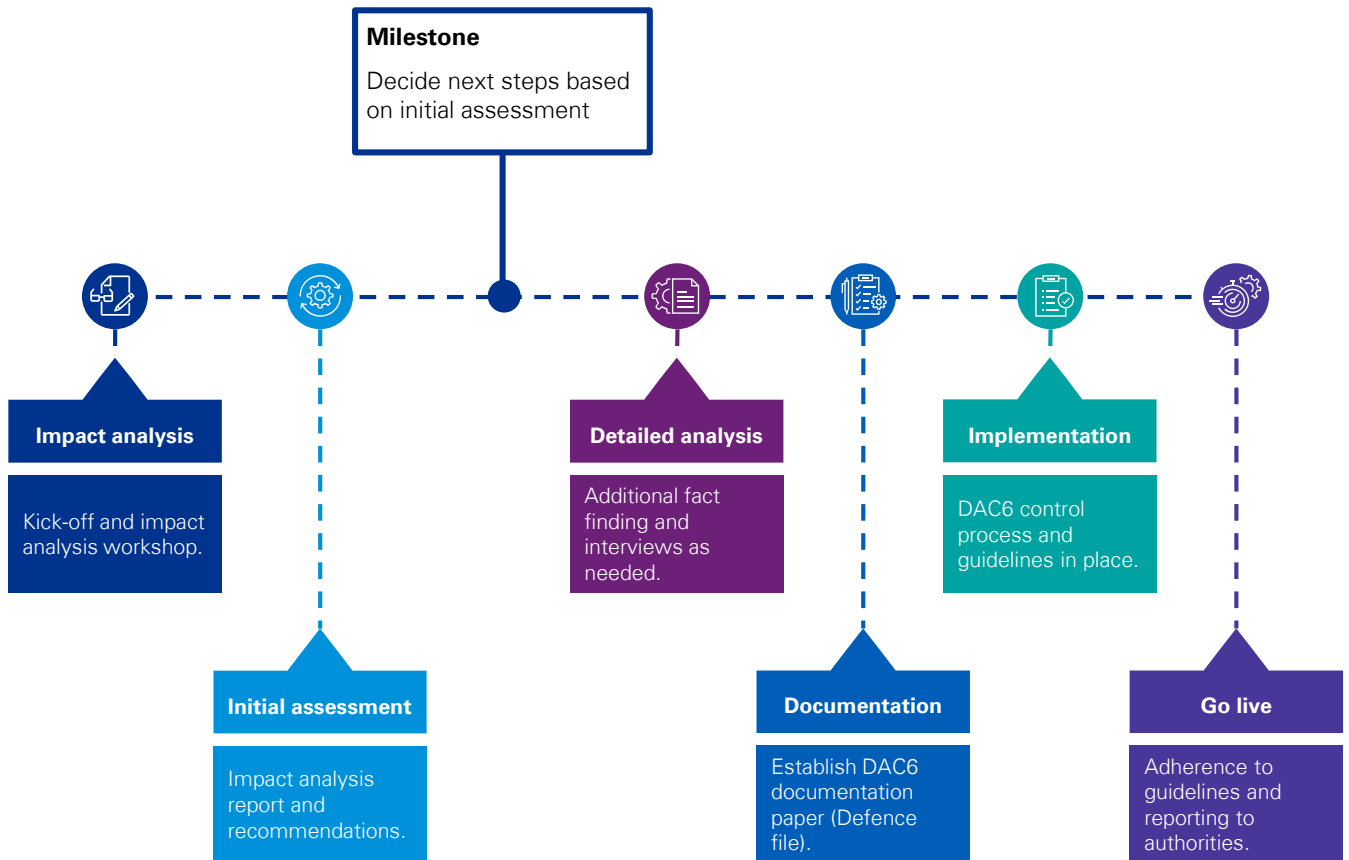 Milestone
Decide next steps based
on initial assessment
Impact analysis
Kick-off and impact
analysis workshop.
Initial assessment
Impact analysis
report and
recommendations.
Detailed analysis
Additional fact
finding and
interviews as
needed.
Documentation
Establish DAC6
documentation
paper (Defence
file).
Implementation
DAC6 control
process and
guidelines in place.
Go live
Adherence to
guidelines and
reporting to
authorities.